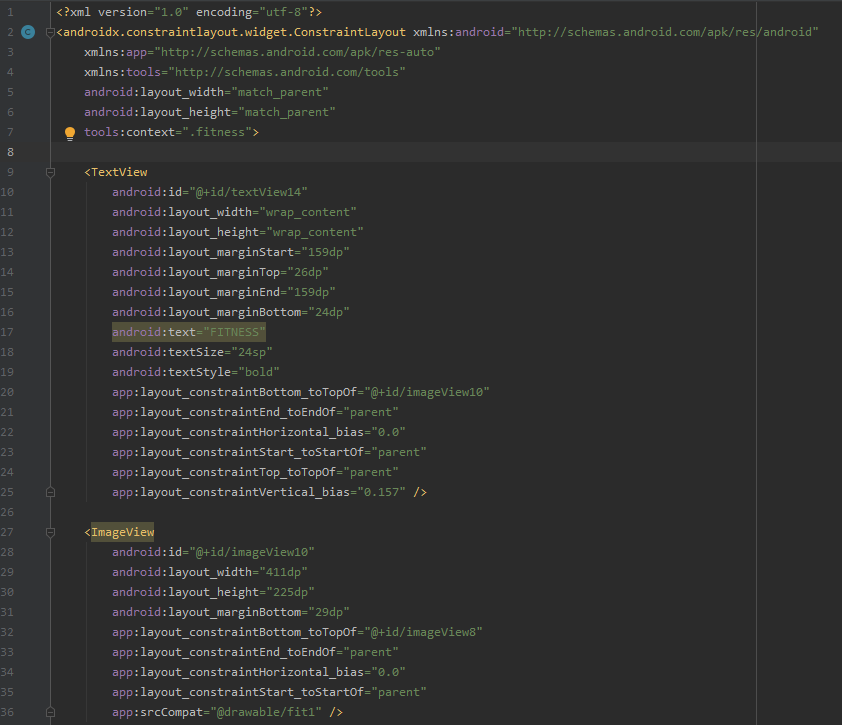 1 <?xml version="1.0" encoding="utf-8"?>
2 <androidx.constraintlayout.widget.ConstraintLayout xmlns:android="http://schemas.android.com/apk/res/android"
3 xmlns:app="http://schemas.android.com/apk/res-auto"
4 xmlns:tools="http://schemas.android.com/tools"
5 android:layout_width="match_parent"
6 android:layout_height="match_parent"
7 tools:context=".fitness">
8
9 <TextView
10 android:id="@+id/textView14"
11 android:layout_width="wrap_content"
12 android:layout_height="wrap_content"
13 android:layout_marginStart="159dp"
14 android:layout_marginTop="26dp"
15 android:layout_marginEnd="159dp"
16 android:layout_marginBottom="24dp"
17 android:text="FITNESS"
18 android:textSize="24sp"
19 android:textStyle="bold"
20 app:layout_constraintBottom_toTopOf="@+id/imageView10"
21 app:layout_constraintEnd_toEndOf="parent"
22 app:layout_constraintHorizontal_bias="0.0"
23 app:layout_constraintStart_toStartOf="parent"
24 app:layout_constraintTop_toTopOf="parent"
25 app:layout_constraintVertical_bias="0.157" />
26
27 <ImageView
28 android:id="@+id/imageView10"
29 android:layout_width="411dp"
30 android:layout_height="225dp"
31 android:layout_marginBottom="29dp"
32 app:layout_constraintBottom_toTopOf="@+id/imageView8"
33 app:layout_constraintEnd_toEndOf="parent"
34 app:layout_constraintHorizontal_bias="0.0"
35 app:layout_constraintStart_toStartOf="parent"
36 app:srcCompat="@drawable/fit1" />